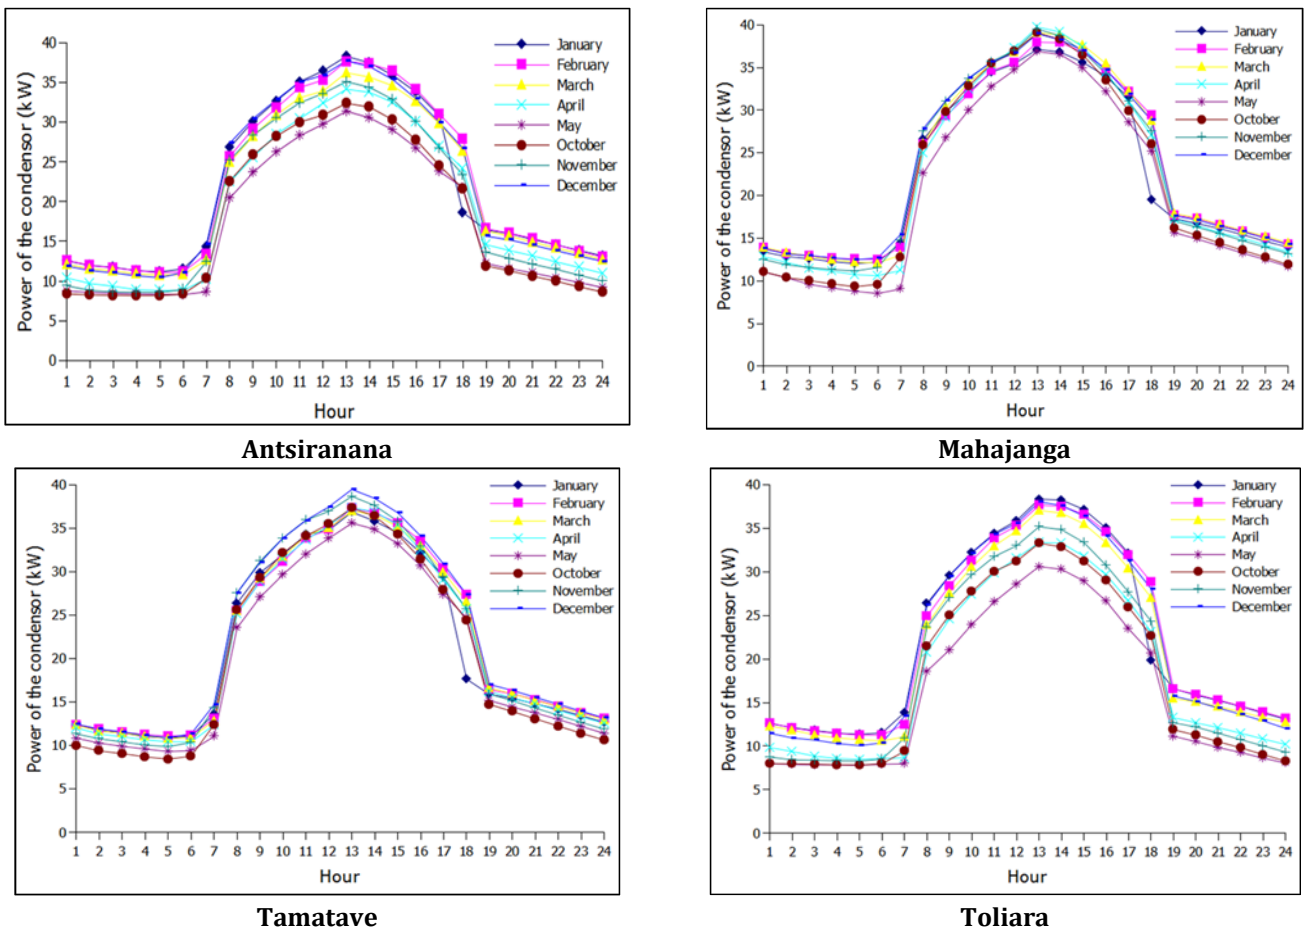 Power of the condensor (kW)
40
35
30
25
20
15
10
5
0
1 2 3 4 5 6 7 8 9 10 11 12 13 14 15 16 17 18 19 20 21 22 23 24
Hour
January
February
March
April
May
October
November
December
Antsiranana
Power of the condensor (kW)
40
35
30
25
20
15
10
5
0
1 2 3 4 5 6 7 8 9 10 11 12 13 14 15 16 17 18 19 20 21 22 23 24
Hour
January
February
March
April
May
October
November
December
Mahajanga
Power of the condensor (kW)
40
35
30
25
20
15
10
5
0
1 2 3 4 5 6 7 8 9 10 11 12 13 14 15 16 17 18 19 20 21 22 23 24
Hour
January
February
March
April
May
October
November
December
Tamatave
Power of the condensor (kW)
40
35
30
25
20
15
10
5
0
1 2 3 4 5 6 7 8 9 10 11 12 13 14 15 16 17 18 19 20 21 22 23 24
Hour
January
February
March
April
May
October
November
December
Toliara